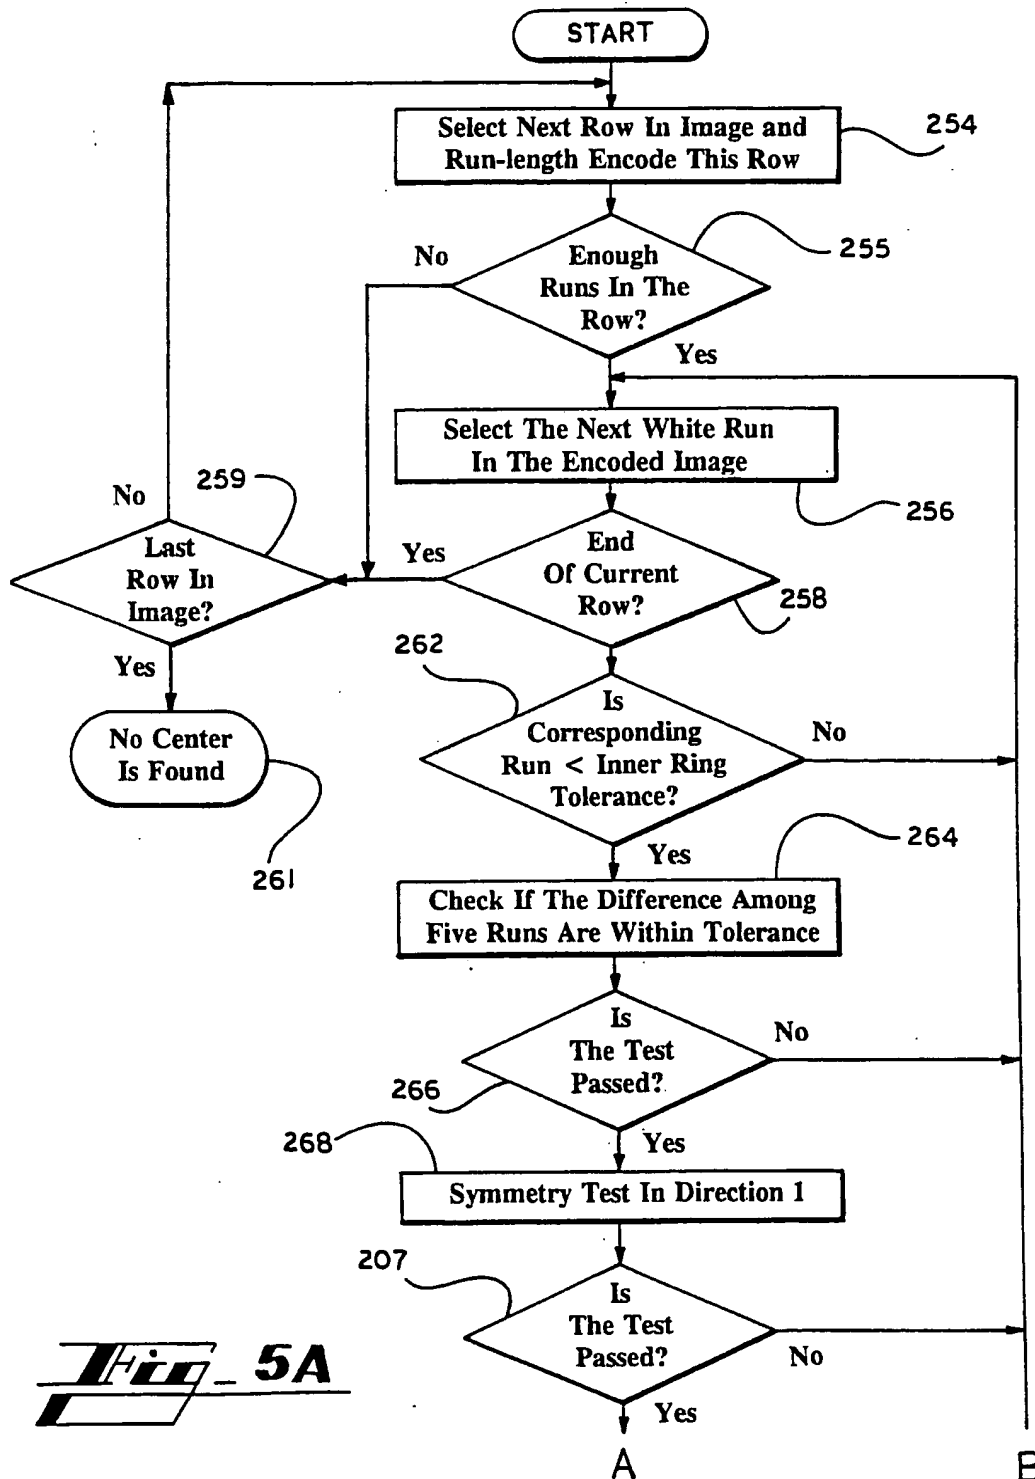 START
Select Next Row In Image and
Run-length Encode This Row
254
Enough
Runs In The
Row?
255
No
Yes
Select The Next White Run
In The Encoded Image
256
End
Of Current
Row?
258
Yes
Last
Row In
Image?
259
No
Yes
No Center
Is Found
261
262
Is
Corresponding
Run < Inner Ring
Tolerance?
No
Yes
264
Check If The Difference Among
Five Runs Are Within Tolerance
Is
The Test
Passed?
266
No
Yes
268
Symmetry Test In Direction 1
207
Is
The Test
Passed?
No
Yes
A
B
Fig_5A